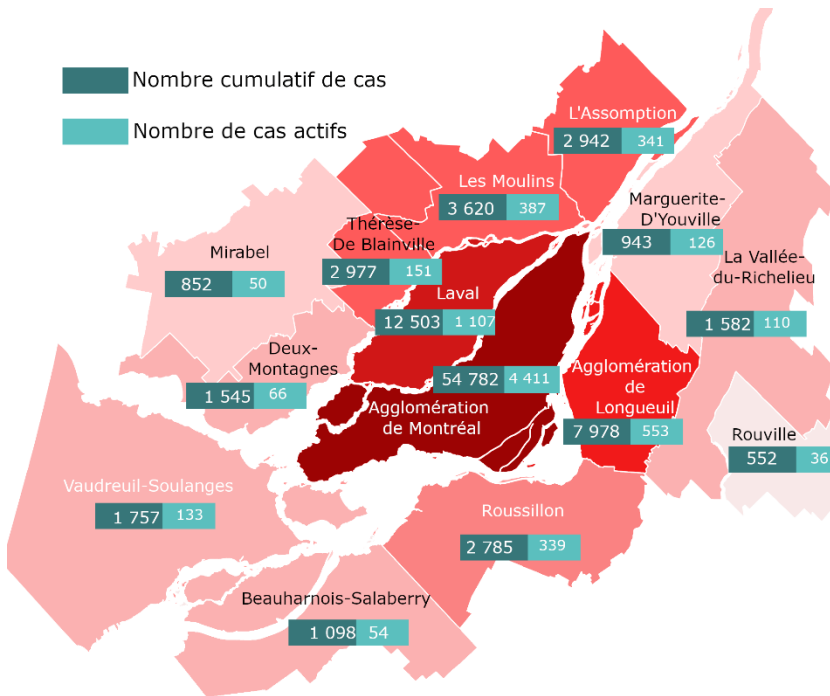 Nombre cumulatif de cas
Nombre de cas actifs
L'Assomption
2 942 341
Les Moulins
3 620 387
Marguerite-
D'Youville
943 126
Thérèse-
De Blainville
2 977 151
Mirabel
852 50
La Vallée-
du-Richelieu
1 582 110
Laval
12 503 1 107
Deux-
Montagnes
1 545 66
54 782 4 411
Agglomération
de Montréal
Agglomération
de
Longueuil
7 978 553
Rouville
552 36
Vaudreuil-Soulanges
1 757 133
Roussillon
2 785 339
Beauharnois-Salaberry
1 098 54